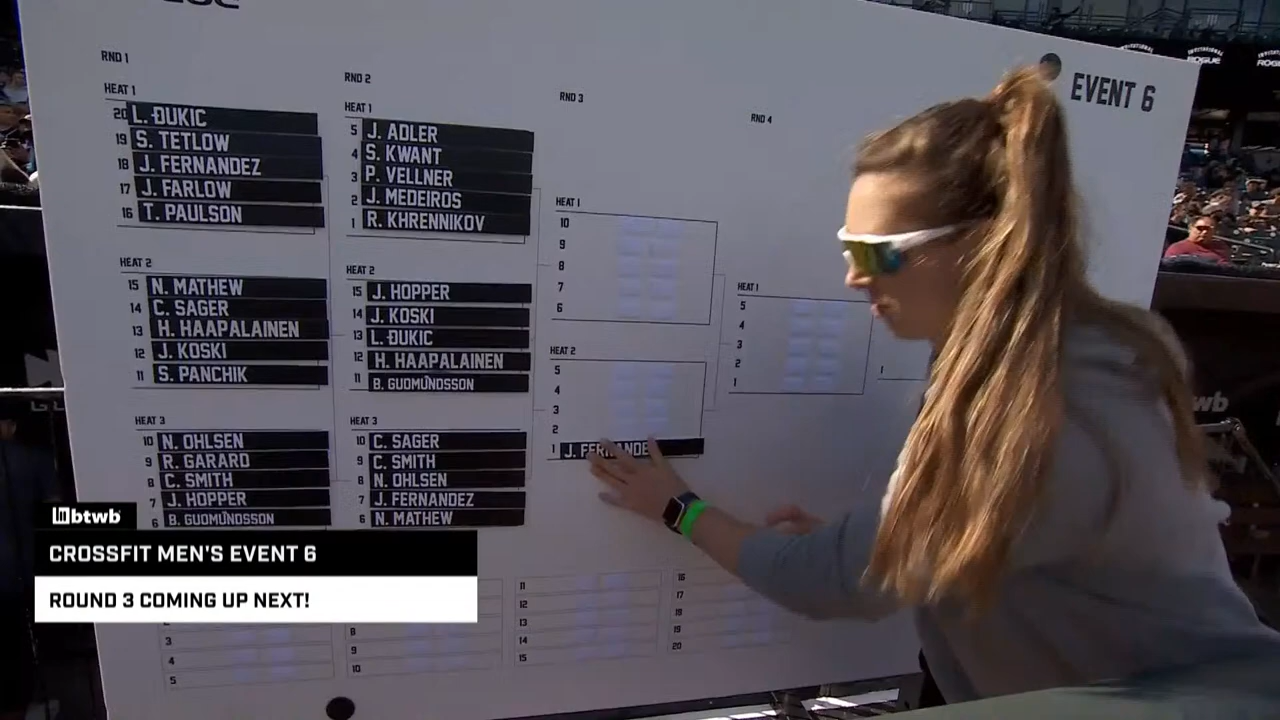 RND 1
HEAT 1
20 L. ĐUKIC
19 S. TETLOW
18 J. FERNANDEZ
17 J. FARLOW
16 T. PAULSON
HEAT 2
15 N. MATHEW
14 C. SAGER
13 H. HAAPALAINEN
12 J. KOSKI
11 S. PANCHIK
HEAT 3
10 N. OHLSEN
9 R. GARARD
8 C. SMITH
7 J. HOPPER
6 B. GUÐMUNDSSON
RND 2
HEAT 1
5 J. ADLER
4 S. KWANT
3 P. VELLNER
2 J. MEDEIROS
1 R. KHRENNIKOV
HEAT 2
15 J. HOPPER
14 J. KOSKI
13 L. ĐUKIC
12 H. HAAPALAINEN
11 B. GUÐMUNDSSON
HEAT 3
10 C. SAGER
9 C. SMITH
8 N. OHLSEN
7 J. FERNANDEZ
6 N. MATHEW
RND 3
HEAT 1
10
9
8
7
6
HEAT 2
5
4
3
2
1 J. FERNANDE
RND 4
HEAT 1
5
4
3
2
1
1
EVENT 6
INVITATIONAL
ROGUE
btwb
CROSSFIT MEN'S EVENT 6
ROUND 3 COMING UP NEXT!
3
4
5
8
9
10
11
12
13
14
15
16
17
18
19
20